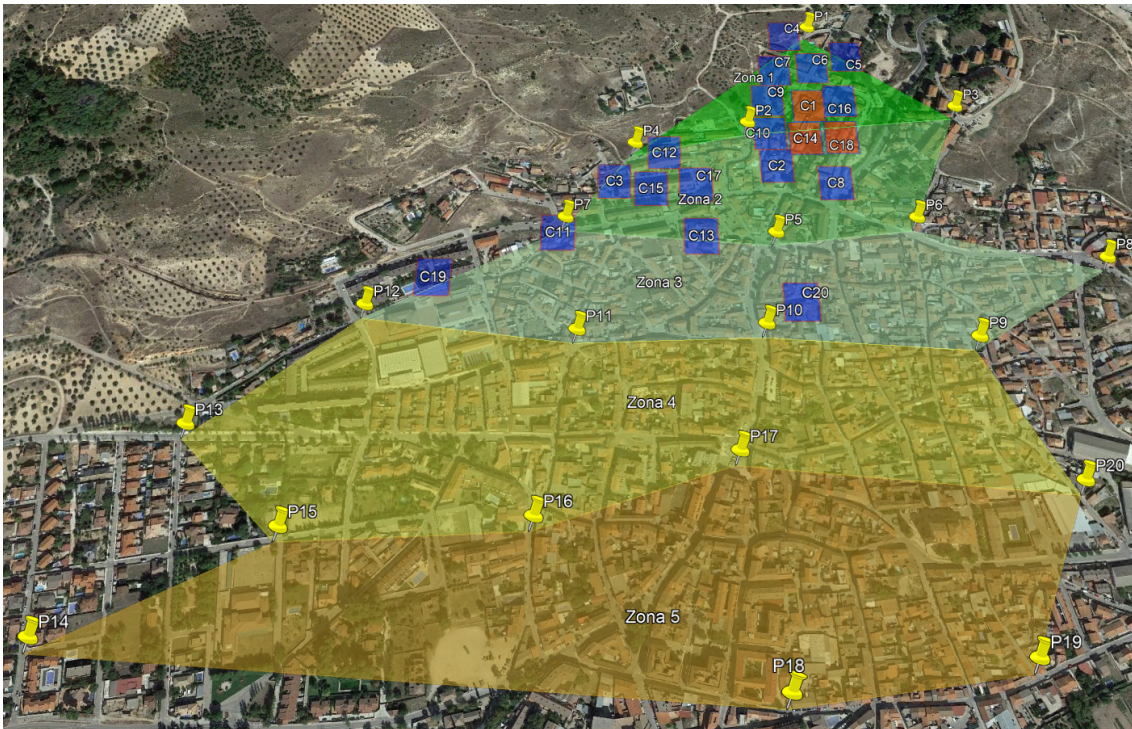 C4
P1
C7
C6
C5
Zona 1
C9
P3
P2
C1
C16
P4
C10
C14
C18
C12
C2
C3
C15
C17
C8
Zona 2
P7
P5
P6
C11
C13
P8
C19
Zona 3
P12
C20
P10
P11
P9
Zona 4
P13
P17
P20
P15
P16
Zona 5
P14
P19
P18